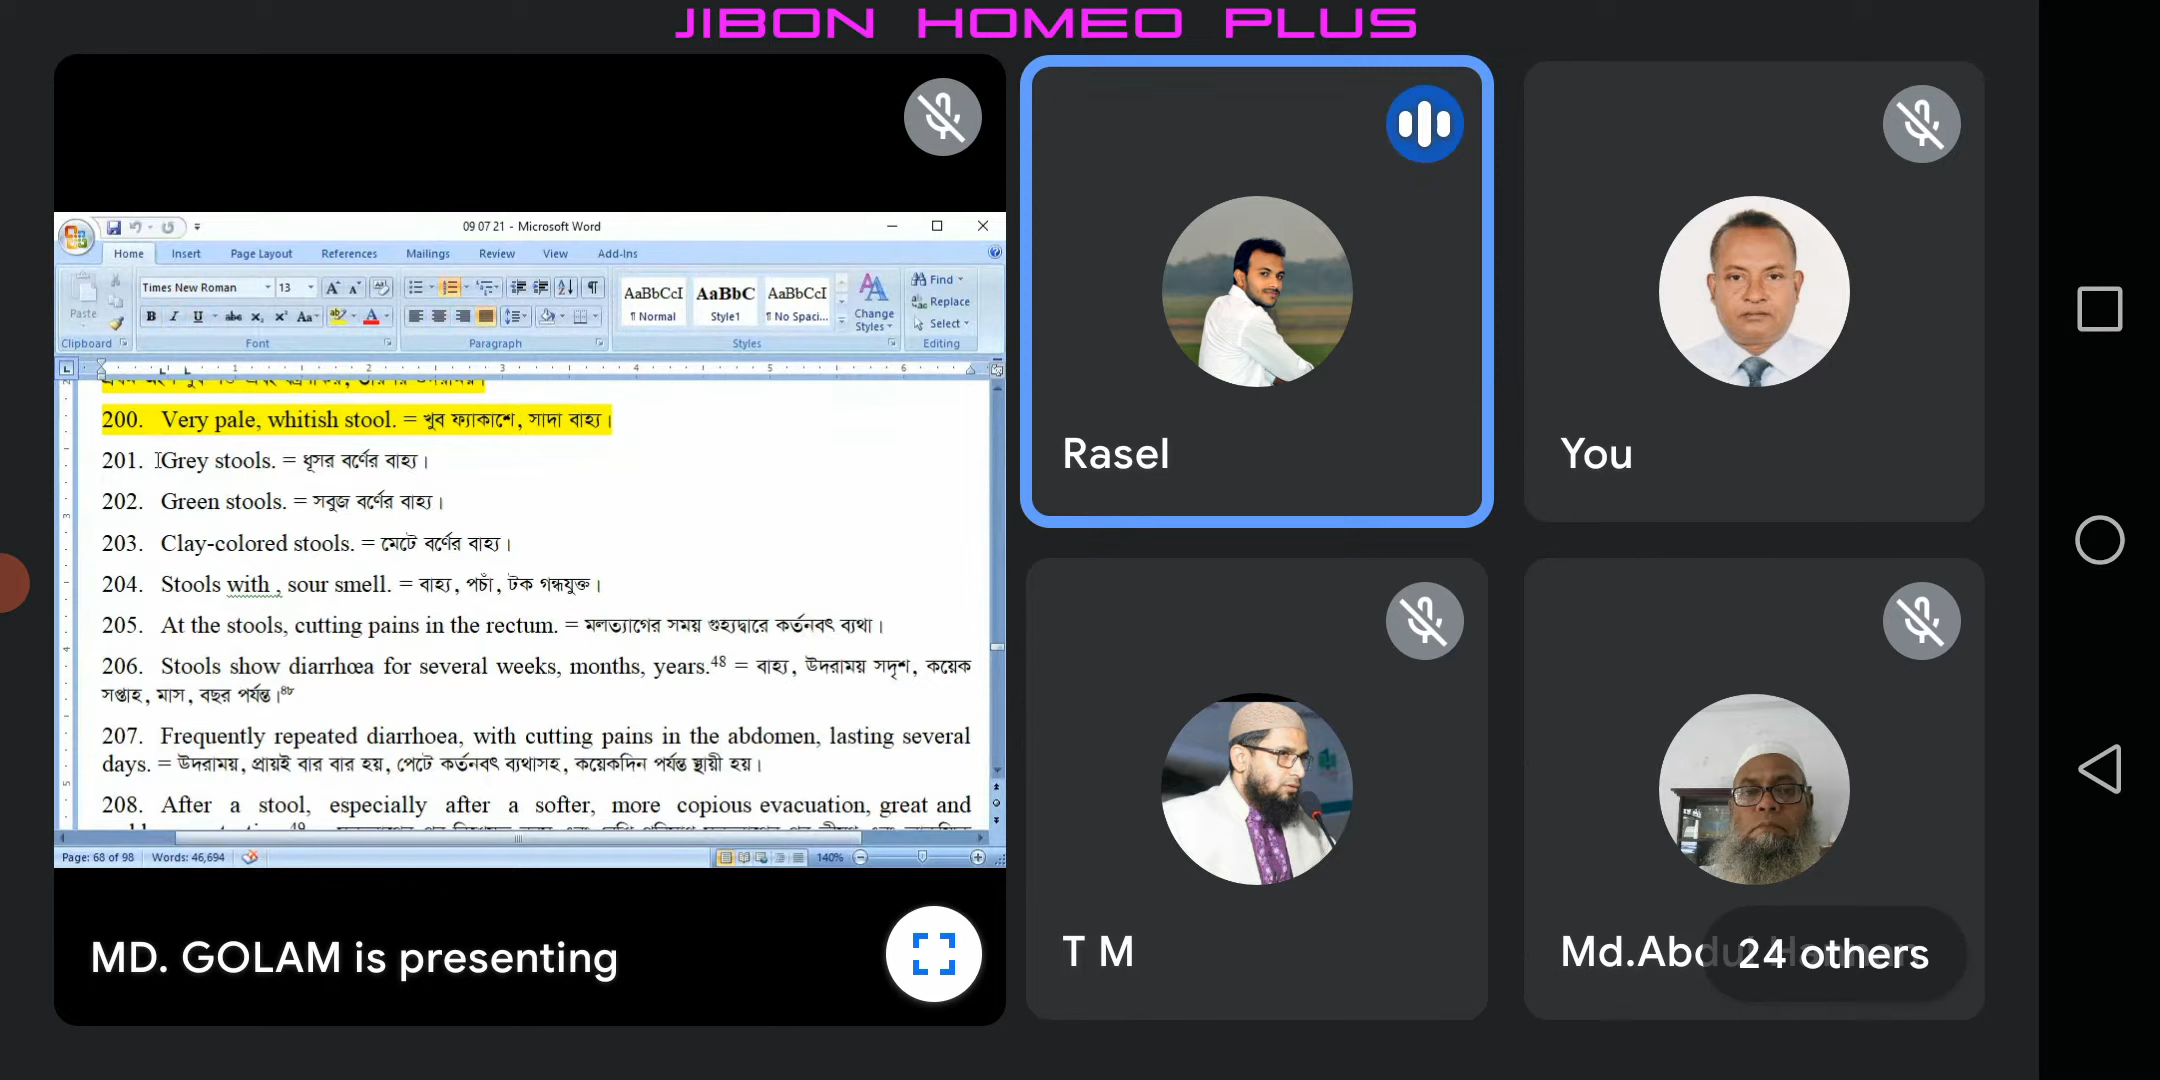 JIBON HOMEO PLUS
09 07 21 - Microsoft Word
Home Insert Page Layout References Mailings Review View Add-Ins
Paste
Times New Roman 13
AaBbCcI AaBbC AaBbCcI
¶ Normal Style1 ¶ No Spaci...
Change Styles
Find
Replace
Select
Clipboard Font Paragraph Styles Editing
200. Very pale, whitish stool. = খুব ফ্যাকাশে, সাদা বাহ্য।
201. Grey stools. = ধূসর বর্ণের বাহ্য।
202. Green stools. = সবুজ বর্ণের বাহ্য।
203. Clay-colored stools. = মেটে বর্ণের বাহ্য।
204. Stools with , sour smell. = বাহ্য, পচাঁ, টক গন্ধযুক্ত।
205. At the stools, cutting pains in the rectum. = মলত্যাগের সময় গুহ্যদ্বারে কর্তনবৎ ব্যথা।
206. Stools show diarrhœa for several weeks, months, years.48 = বাহ্য, উদরাময় সদৃশ, কয়েক
সপ্তাহ, মাস, বছর পর্যন্ত।৪৮
207. Frequently repeated diarrhoea, with cutting pains in the abdomen, lasting several
days. = উদরাময়, প্রায়ই বার বার হয়, পেটে কর্তনবৎ ব্যথাসহ, কয়েকদিন পর্যন্ত স্থায়ী হয়।
208. After a stool, especially after a softer, more copious evacuation, great and
Page: 68 of 98 Words: 46,694 140%
MD. GOLAM is presenting
Rasel
You
T M
Md.Abdul
24 others